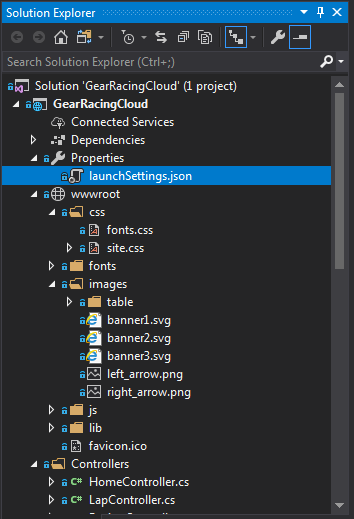 Solution Explorer
Search Solution Explorer (Ctrl+;)
Solution 'GearRacingCloud' (1 project)
GearRacingCloud
Connected Services
Dependencies
Properties
launchSettings.json
wwwroot
css
fonts.css
site.css
fonts
images
table
banner1.svg
banner2.svg
banner3.svg
left_arrow.png
right_arrow.png
js
lib
favicon.ico
Controllers
C# HomeController.cs
C# LapController.cs